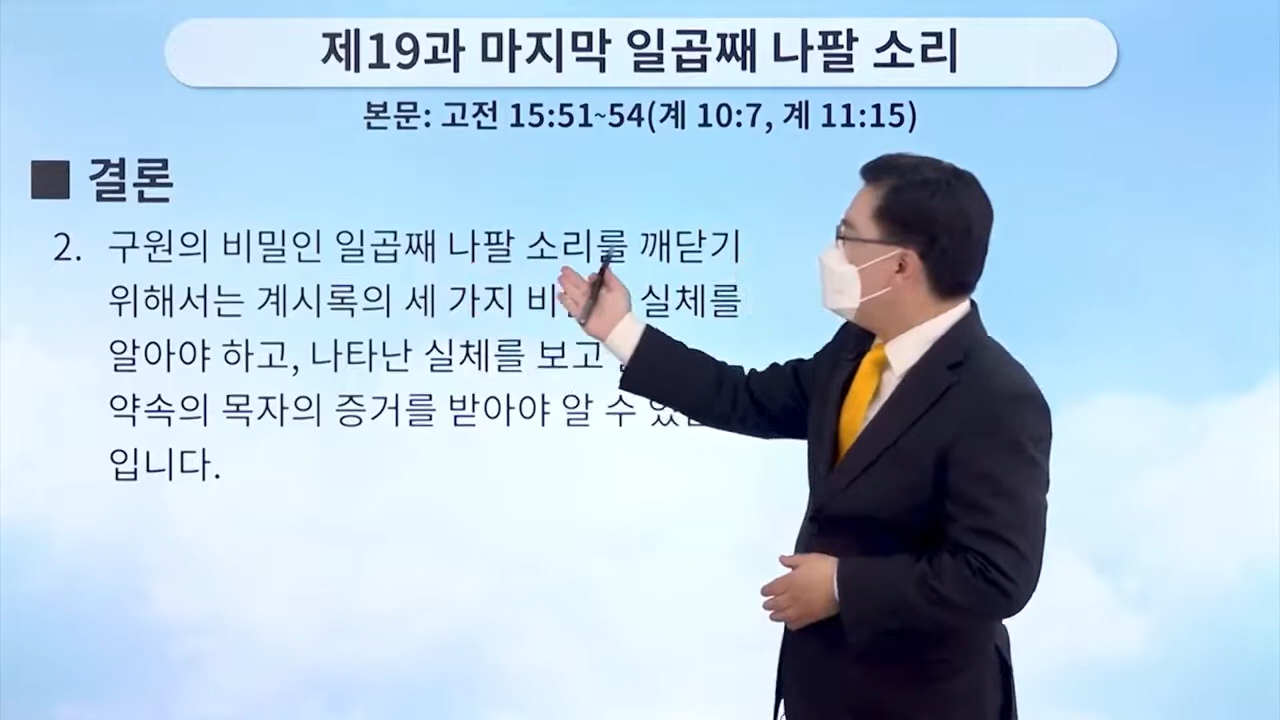 제19과 마지막 일곱째 나팔 소리
본문: 고전 15:51~54(계 10:7, 계 11:15)
■ 결론
2. 구원의 비밀인 일곱째 나팔 소리를 깨닫기
위해서는 계시록의 세 가지 실체를
알아야 하고, 나타난 실체를 보고
약속의 목자의 증거를 받아야 알 수
입니다.